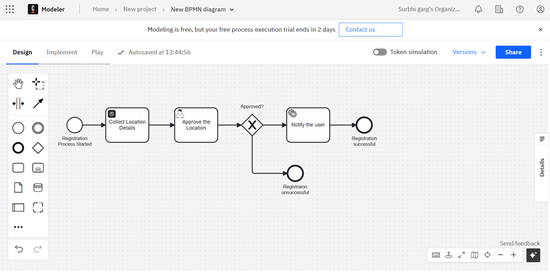 Modeler
Home > New project > New BPMN diagram
Surbhi garg's Organiz...
Modeling is free, but your free process execution trial ends in 2 days
Contact us
Design
Implement
Play
Autosaved at 13:44:56
Token simulation
Versions
Share
Approved?
Collect Location
Details
Approve the
Location
Notify the user
Registration
Process Started
Registration
successful
Registraion
unsuccessful
Details
Send feedback